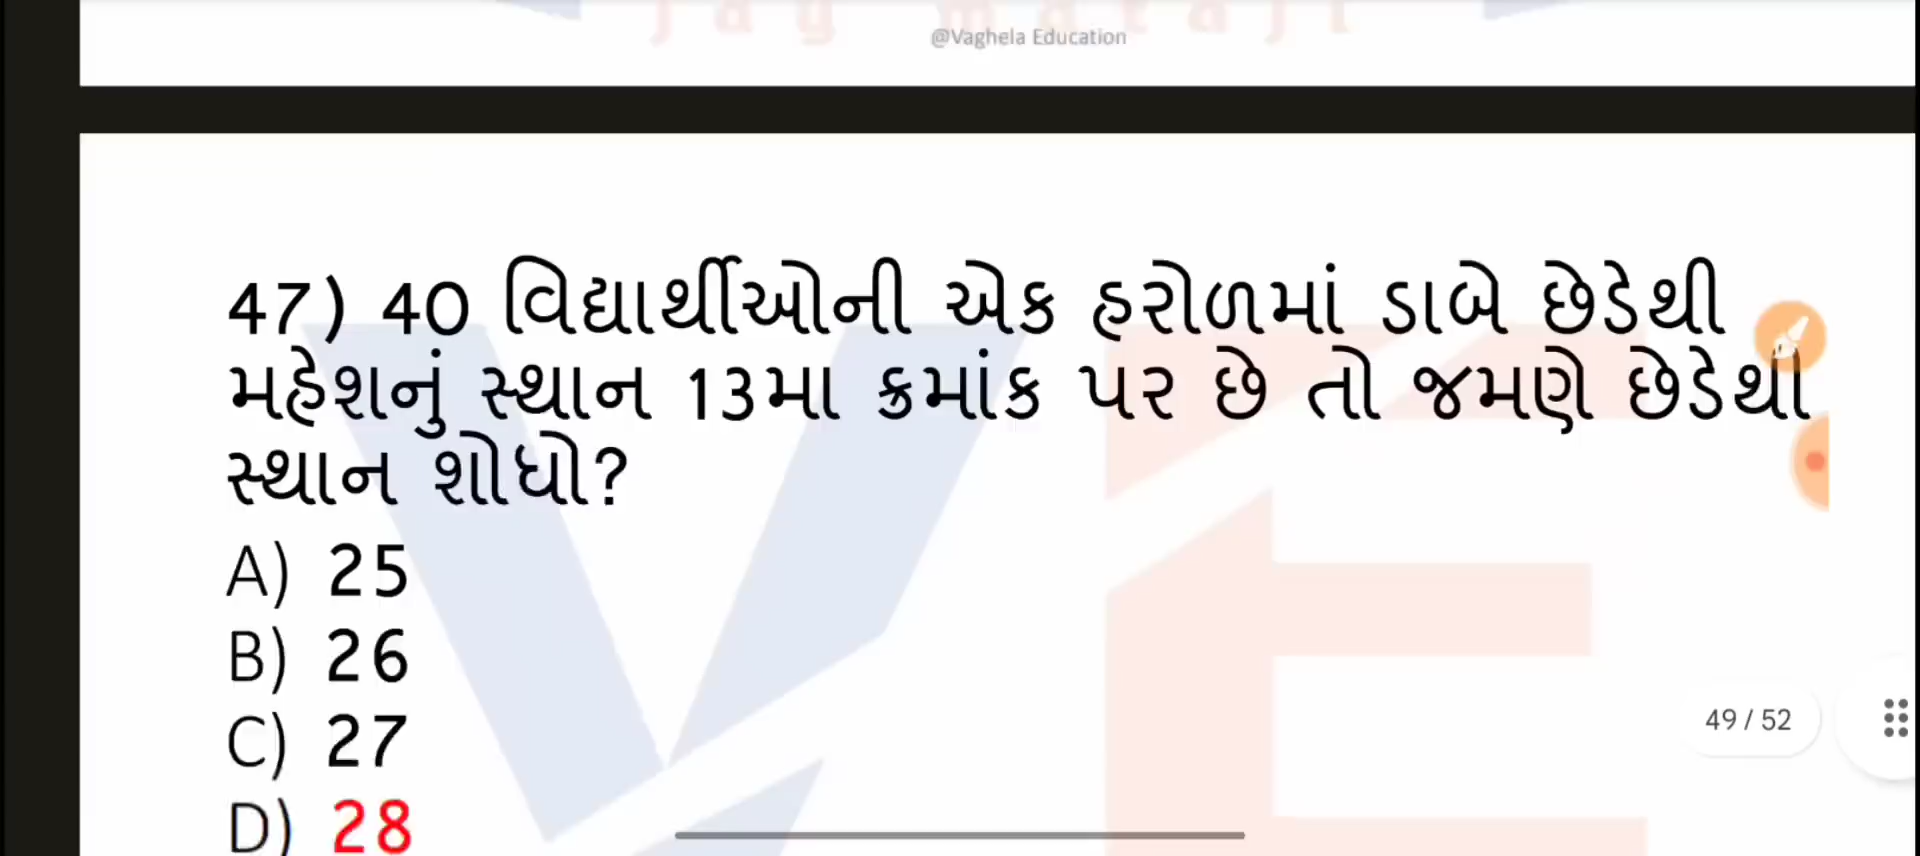 @Vaghela Education
47) 40 વિદ્યાર્થીઓની એક હરોળમાં ડાબે છેડેથી
મહેશનું સ્થાન 13મા ક્રમાંક પર છે તો જમણે છેડેથી
સ્થાન શોધો?
A) 25
B) 26
C) 27
49 / 52
D) 28